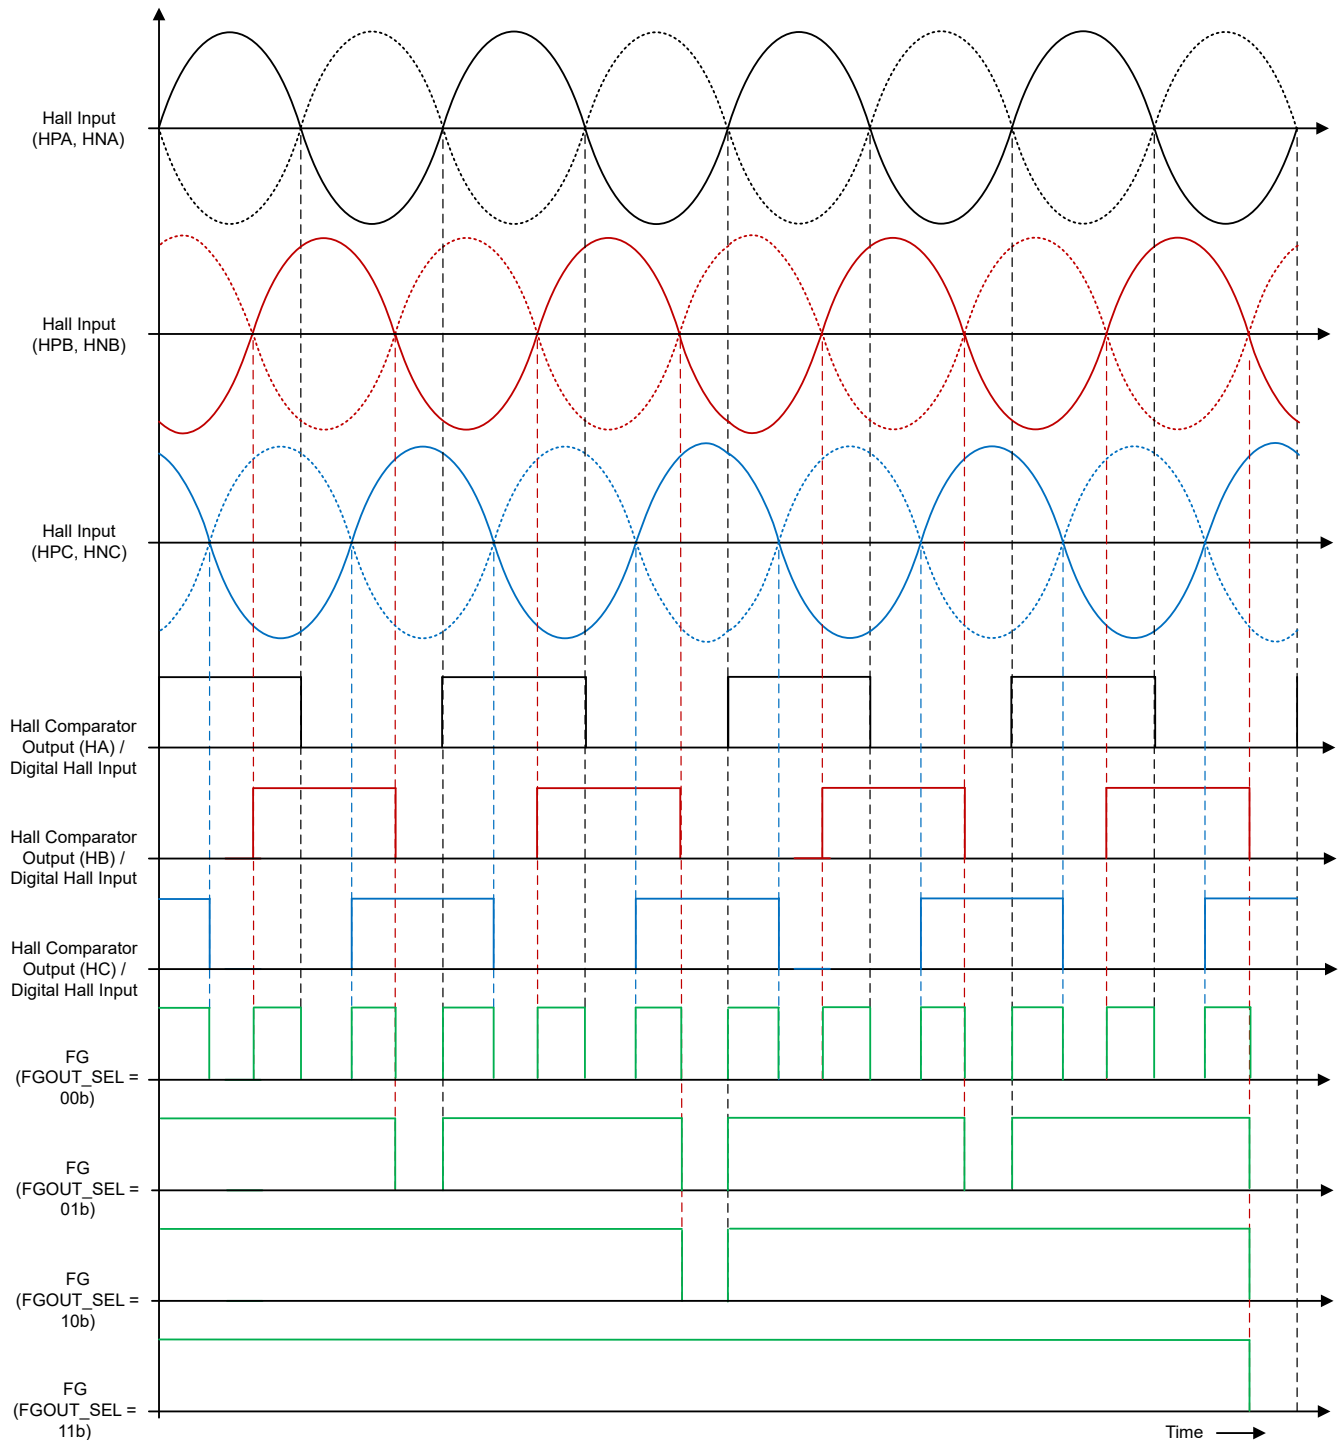 Hall Input
(HPA, HNA)
Hall Input
(HPB, HNB)
Hall Input
(HPC, HNC)
Hall Comparator
Output (HA) /
Digital Hall Input
Hall Comparator
Output (HB) /
Digital Hall Input
Hall Comparator
Output (HC) /
Digital Hall Input
FG
(FGOUT_SEL =
00b)
FG
(FGOUT_SEL =
01b)
FG
(FGOUT_SEL =
10b)
FG
(FGOUT_SEL =
11b)
Time